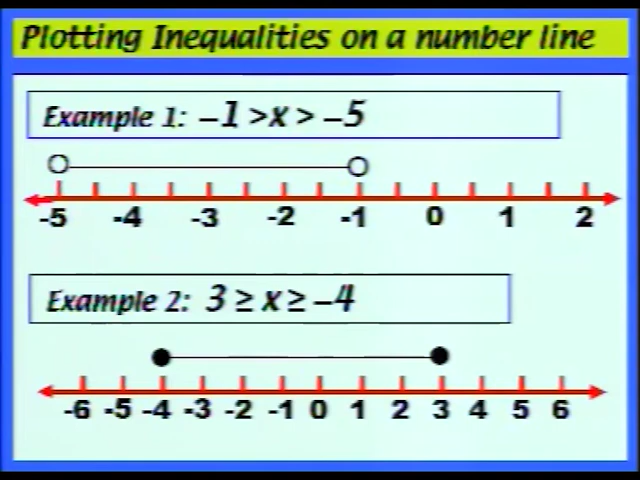 Plotting Inequalities on a number line
Example 1: –1 >x > –5
-5 -4 -3 -2 -1 0 1 2
Example 2: 3 ≥ x ≥ –4
-6 -5 -4 -3 -2 -1 0 1 2 3 4 5 6